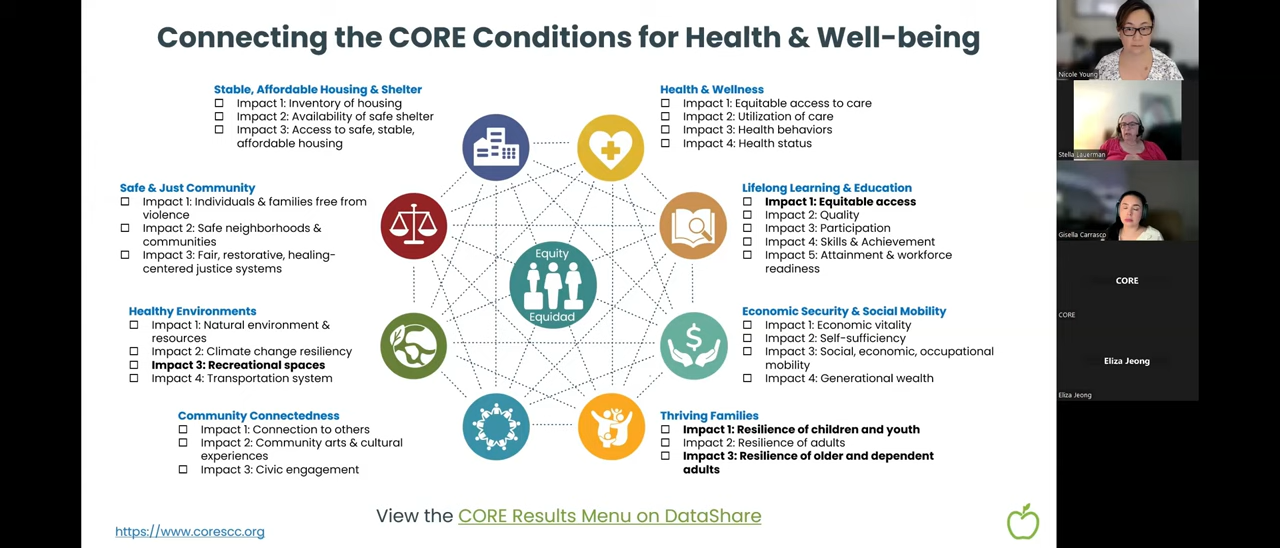 Connecting the CORE Conditions for Health & Well-being
Stable, Affordable Housing & Shelter
Impact 1: Inventory of housing
Impact 2: Availability of safe shelter
Impact 3: Access to safe, stable,
affordable housing
Health & Wellness
Impact 1: Equitable access to care
Impact 2: Utilization of care
Impact 3: Health behaviors
Impact 4: Health status
Safe & Just Community
Impact 1: Individuals & families free from
violence
Impact 2: Safe neighborhoods &
communities
Impact 3: Fair, restorative, healing-
centered justice systems
Lifelong Learning & Education
Impact 1: Equitable access
Impact 2: Quality
Impact 3: Participation
Impact 4: Skills & Achievement
Impact 5: Attainment & workforce
readiness
Equity
Equidad
Healthy Environments
Impact 1: Natural environment &
resources
Impact 2: Climate change resiliency
Impact 3: Recreational spaces
Impact 4: Transportation system
Economic Security & Social Mobility
Impact 1: Economic vitality
Impact 2: Self-sufficiency
Impact 3: Social, economic, occupational
mobility
Impact 4: Generational wealth
Community Connectedness
Impact 1: Connection to others
Impact 2: Community arts & cultural
experiences
Impact 3: Civic engagement
Thriving Families
Impact 1: Resilience of children and youth
Impact 2: Resilience of adults
Impact 3: Resilience of older and dependent
adults
View the CORE Results Menu on DataShare
https://www.corescc.org
Nicole Young
Stella Lauerman
Gisella Carrasco
CORE
CORE
Eliza Jeong
Eliza Jeong